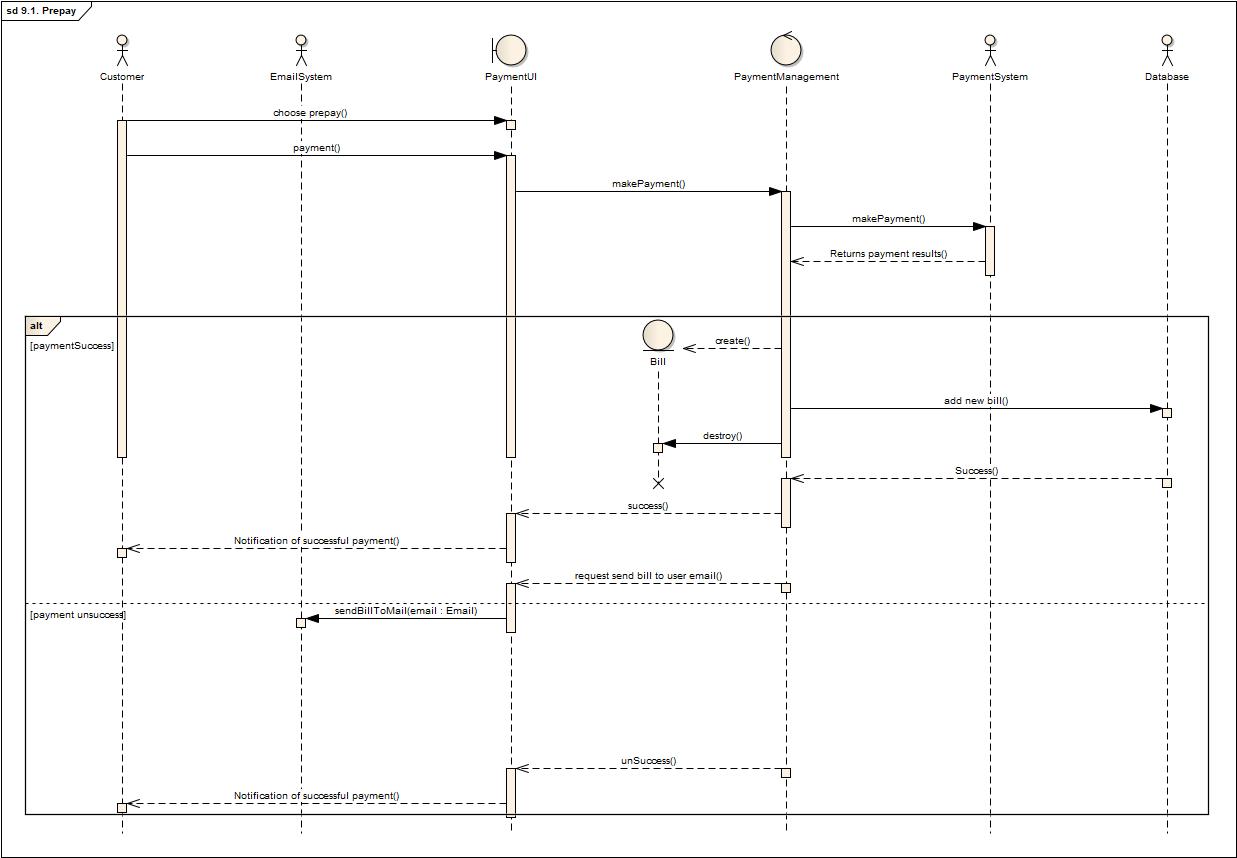 sd 9.1. Prepay
Customer
EmailSystem
PaymentUI
PaymentManagement
PaymentSystem
Database
choose prepay()
payment()
makePayment()
makePayment()
Returns payment results()
alt
[paymentSuccess]
create()
Bill
add new bill()
destroy()
Success()
success()
Notification of successful payment()
request send bill to user email()
[payment unsuccess]
sendBillToMail(email : Email)
unSuccess()
Notification of successful payment()